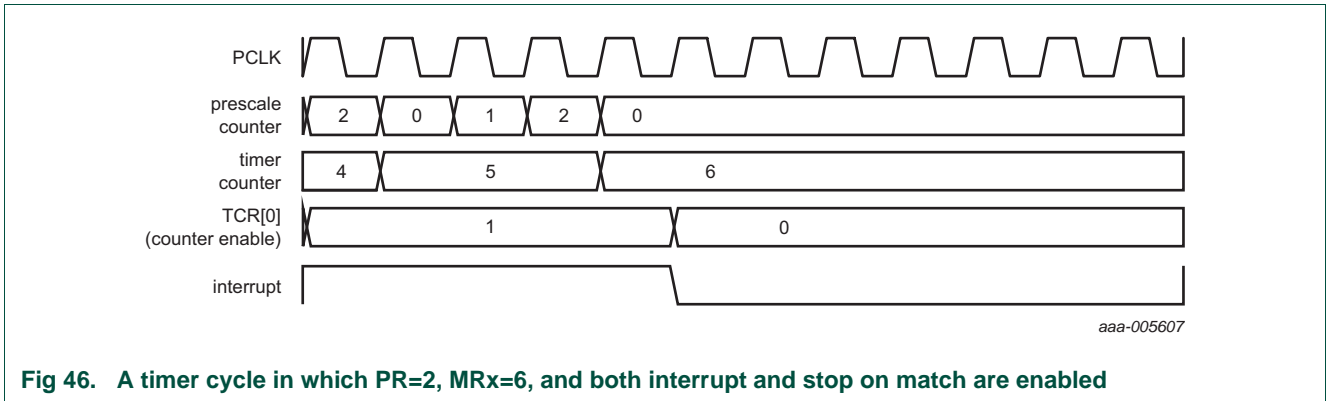 PCLK
prescale
counter
2 0 1 2 0
timer
counter
4 5 6
TCR[0]
(counter enable)
1 0
interrupt
aaa-005607
Fig 46. A timer cycle in which PR=2, MRx=6, and both interrupt and stop on match are enabled